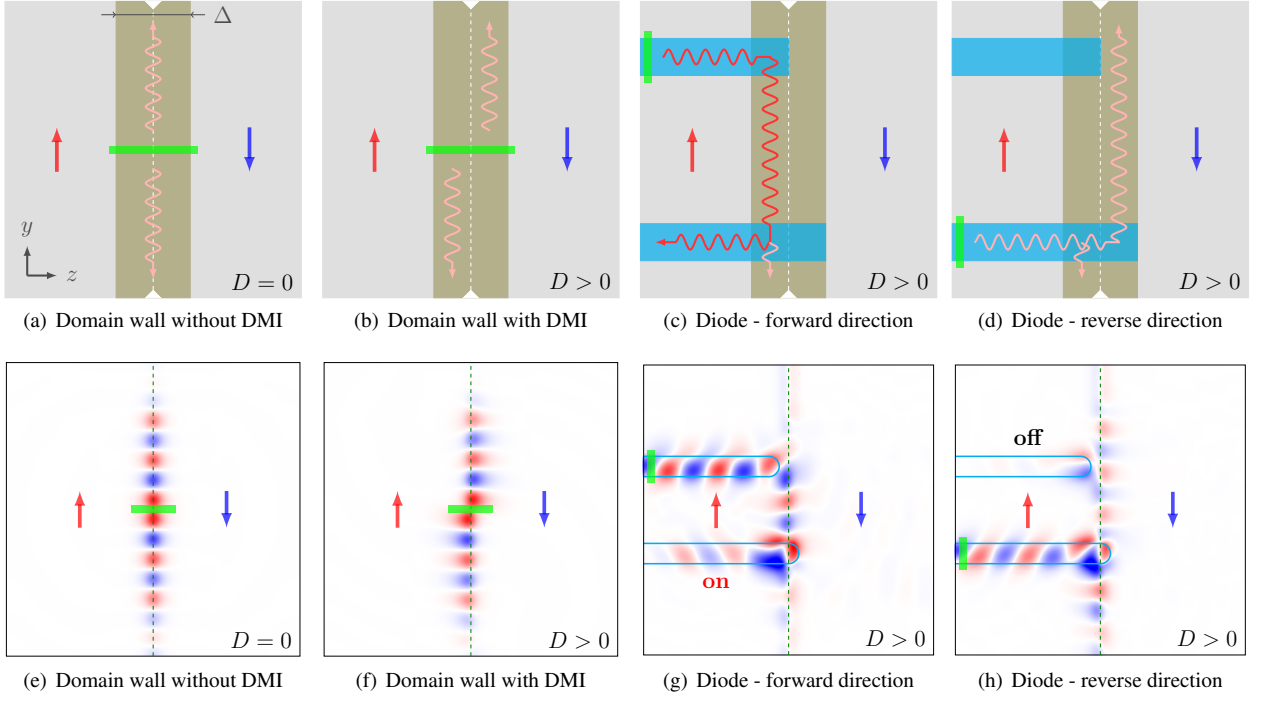 Δ
y
z
D = 0
D > 0
D > 0
D > 0
(a) Domain wall without DMI
(b) Domain wall with DMI
(c) Diode - forward direction
(d) Diode - reverse direction
off
on
D = 0
D > 0
D > 0
D > 0
(e) Domain wall without DMI
(f) Domain wall with DMI
(g) Diode - forward direction
(h) Diode - reverse direction